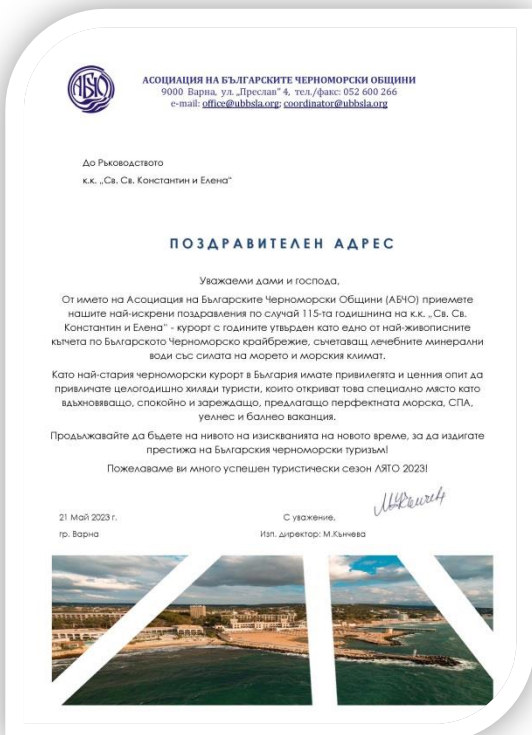 АБЧО
АСОЦИАЦИЯ НА БЪЛГАРСКИТЕ ЧЕРНОМОРСКИ ОБЩИНИ
9000 Варна, ул. „Преслав" 4, тел./факс: 052 600 266
e-mail: office@ubbsla.org; coordinator@ubbsla.org
До Ръководството
к.к. „Св. Св. Константин и Елена"
ПОЗДРАВИТЕЛЕН АДРЕС
Уважаеми дами и господа,
От името на Асоциация на Българските Черноморски Общини (АБЧО) приемете
нашите най-искрени поздравления по случай 115-та годишнина на к.к. „Св. Св.
Константин и Елена" - курорт с годините утвърден като едно от най-живописните
кътчета по Българското Черноморско крайбрежие, съчетаващ лечебните минерални
води със силата на морето и морския климат.
Като най-стария черноморски курорт в България имате привилегята и ценния опит да
привличате целогодишно хиляди туристи, които откриват това специално място като
вдъхновяващо, спокойно и зареждащо, предлагащо перфектната морска, СПА,
уелнес и балнео ваканция.
Продължавайте да бъдете на нивото на изискванията на новото време, за да издигате
престижа на Българския черноморски туризъм!
Пожелаваме ви много успешен туристически сезон ЛЯТО 2023!
21 Май 2023 г.
С уважение,
гр. Варна
Изп. директор: М.Кънчева